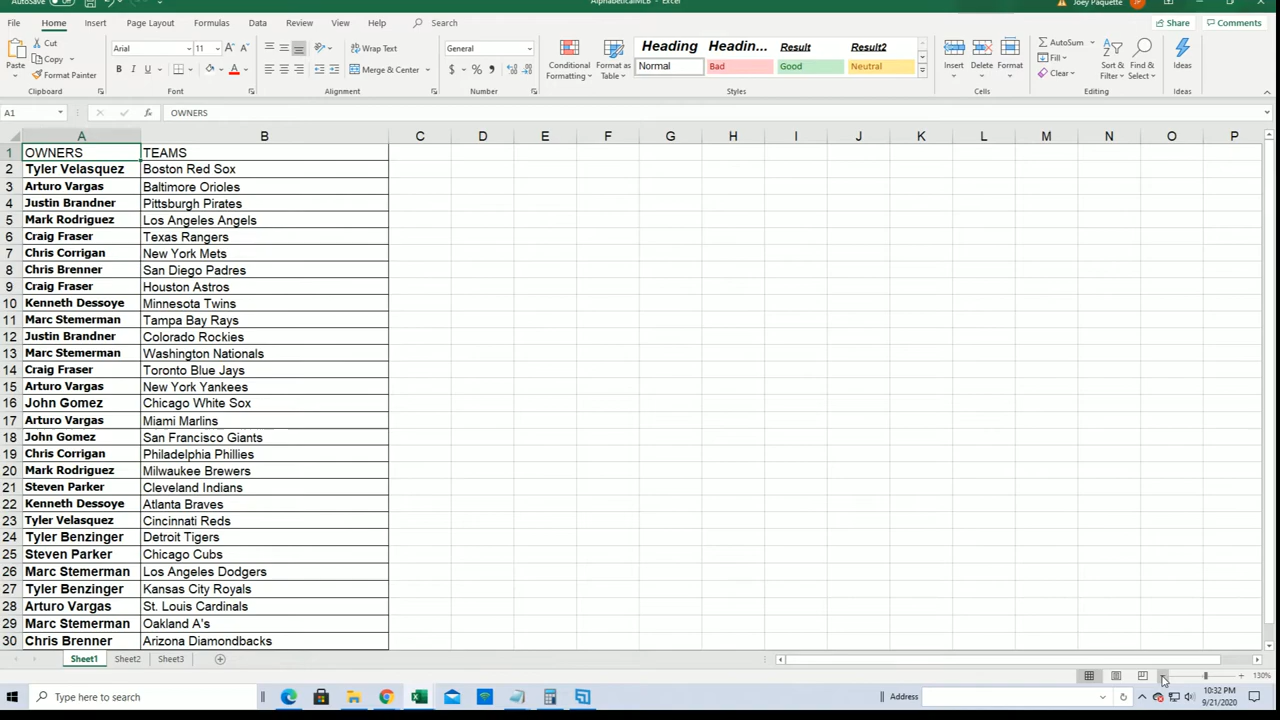 AutoSave Off
AlphabeticalMLB - Excel
Joey Paquette JP
File Home Insert Page Layout Formulas Data Review View Help Search Share Comments
Paste Cut Copy Format Painter Clipboard
Arial 11 A A B I U A Font
Wrap Text Merge & Center Alignment
General $ % Number
Conditional Formatting Format as Table
Heading Headin... Result Result2
Normal Bad Good Neutral
Styles
Insert Delete Format Cells
AutoSum Fill Clear Sort & Filter Find & Select Editing
Ideas Ideas
A1 fx OWNERS
A B C D E F G H I J K L M N O P
1 OWNERS TEAMS
2 Tyler Velasquez Boston Red Sox
3 Arturo Vargas Baltimore Orioles
4 Justin Brandner Pittsburgh Pirates
5 Mark Rodriguez Los Angeles Angels
6 Craig Fraser Texas Rangers
7 Chris Corrigan New York Mets
8 Chris Brenner San Diego Padres
9 Craig Fraser Houston Astros
10 Kenneth Dessoye Minnesota Twins
11 Marc Stemerman Tampa Bay Rays
12 Justin Brandner Colorado Rockies
13 Marc Stemerman Washington Nationals
14 Craig Fraser Toronto Blue Jays
15 Arturo Vargas New York Yankees
16 John Gomez Chicago White Sox
17 Arturo Vargas Miami Marlins
18 John Gomez San Francisco Giants
19 Chris Corrigan Philadelphia Phillies
20 Mark Rodriguez Milwaukee Brewers
21 Steven Parker Cleveland Indians
22 Kenneth Dessoye Atlanta Braves
23 Tyler Velasquez Cincinnati Reds
24 Tyler Benzinger Detroit Tigers
25 Steven Parker Chicago Cubs
26 Marc Stemerman Los Angeles Dodgers
27 Tyler Benzinger Kansas City Royals
28 Arturo Vargas St. Louis Cardinals
29 Marc Stemerman Oakland A's
30 Chris Brenner Arizona Diamondbacks
Sheet1 Sheet2 Sheet3
130%
Type here to search
Address
10:32 PM
9/21/2020